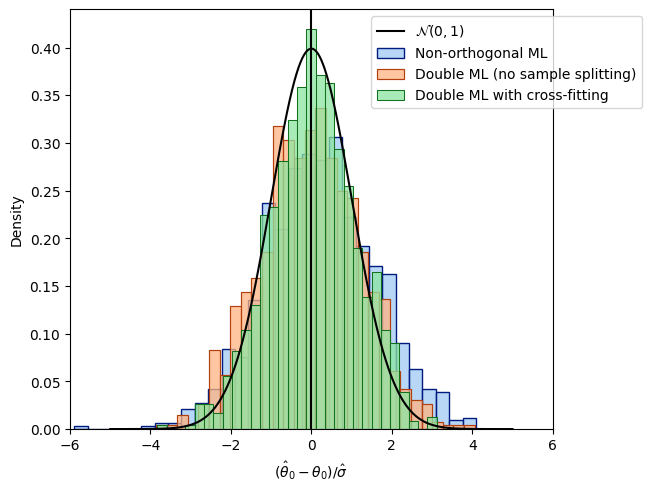 𝒩(0, 1)
Non-orthogonal ML
Double ML (no sample splitting)
Double ML with cross-fitting
Density
0.40
0.35
0.30
0.25
0.20
0.15
0.10
0.05
0.00
−6 −4 −2 0 2 4 6
(θ̂₀ − θ₀)/σ̂